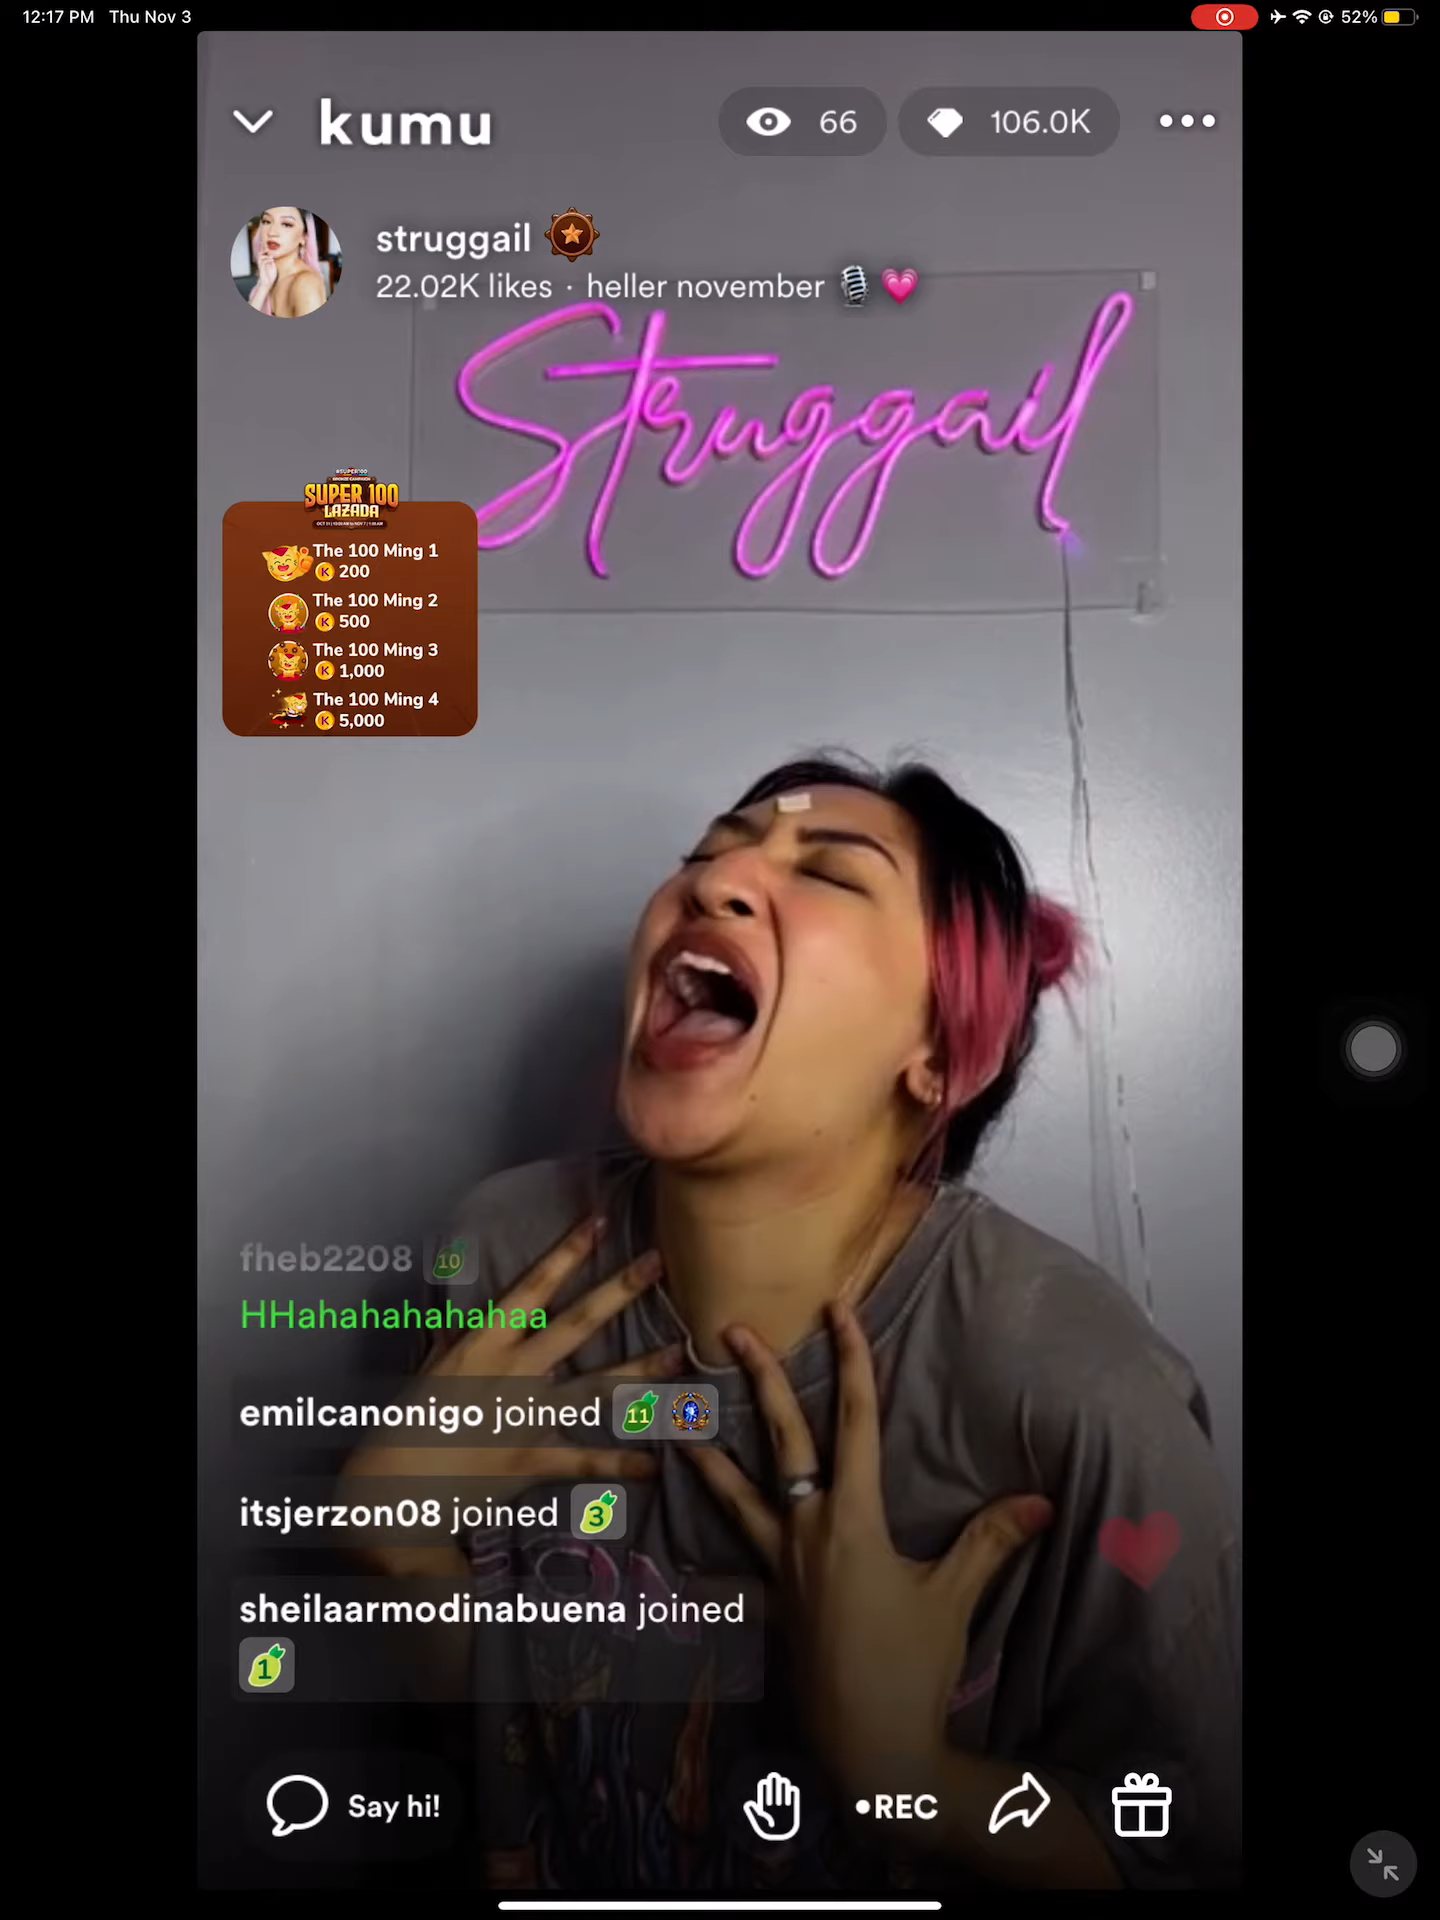 12:17 PM Thu Nov 3
52%
kumu
66
106.0K
struggail
22.02K likes · heller november
Struggail
#SUPER100
BRONZE CAMPAIGN
SUPER 100
LAZADA
The 100 Ming 1
K 200
The 100 Ming 2
K 500
The 100 Ming 3
K 1,000
The 100 Ming 4
K 5,000
fheb2208 10
HHahahahahahaa
emilcanonigo joined 11
itsjerzon08 joined 3
sheilaarmodinabuena joined
1
Say hi!
•REC